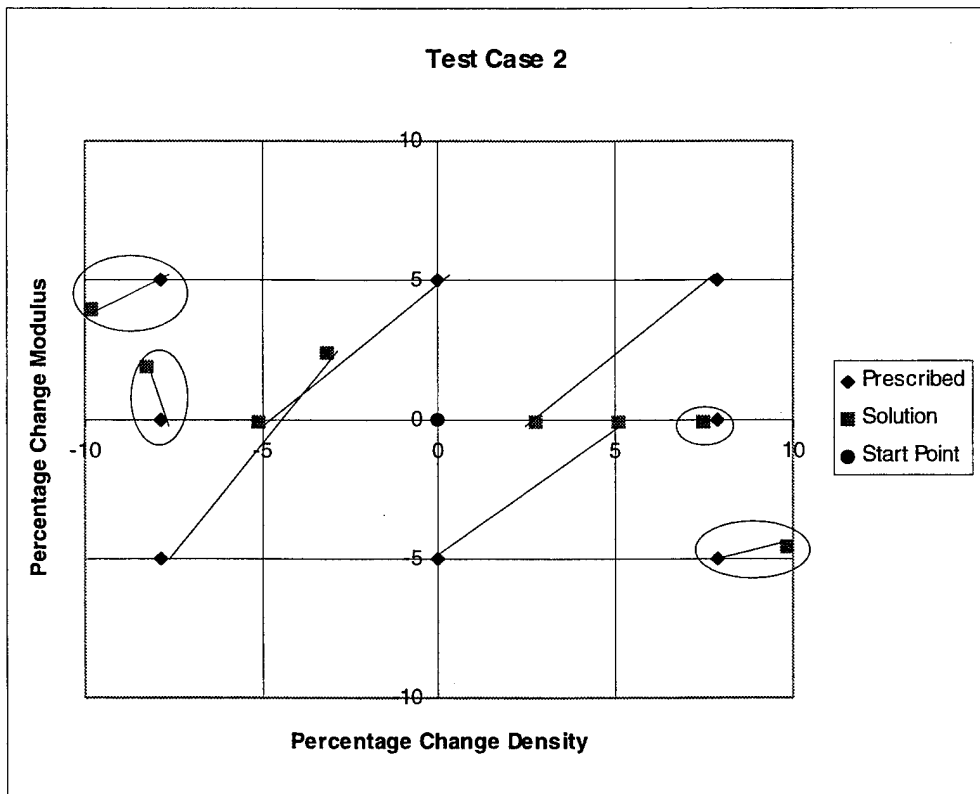 Test Case 2
10
5
0
-10
-5
0
5
10
-5
-10
Percentage Change Modulus
Percentage Change Density
Prescribed
Solution
Start Point